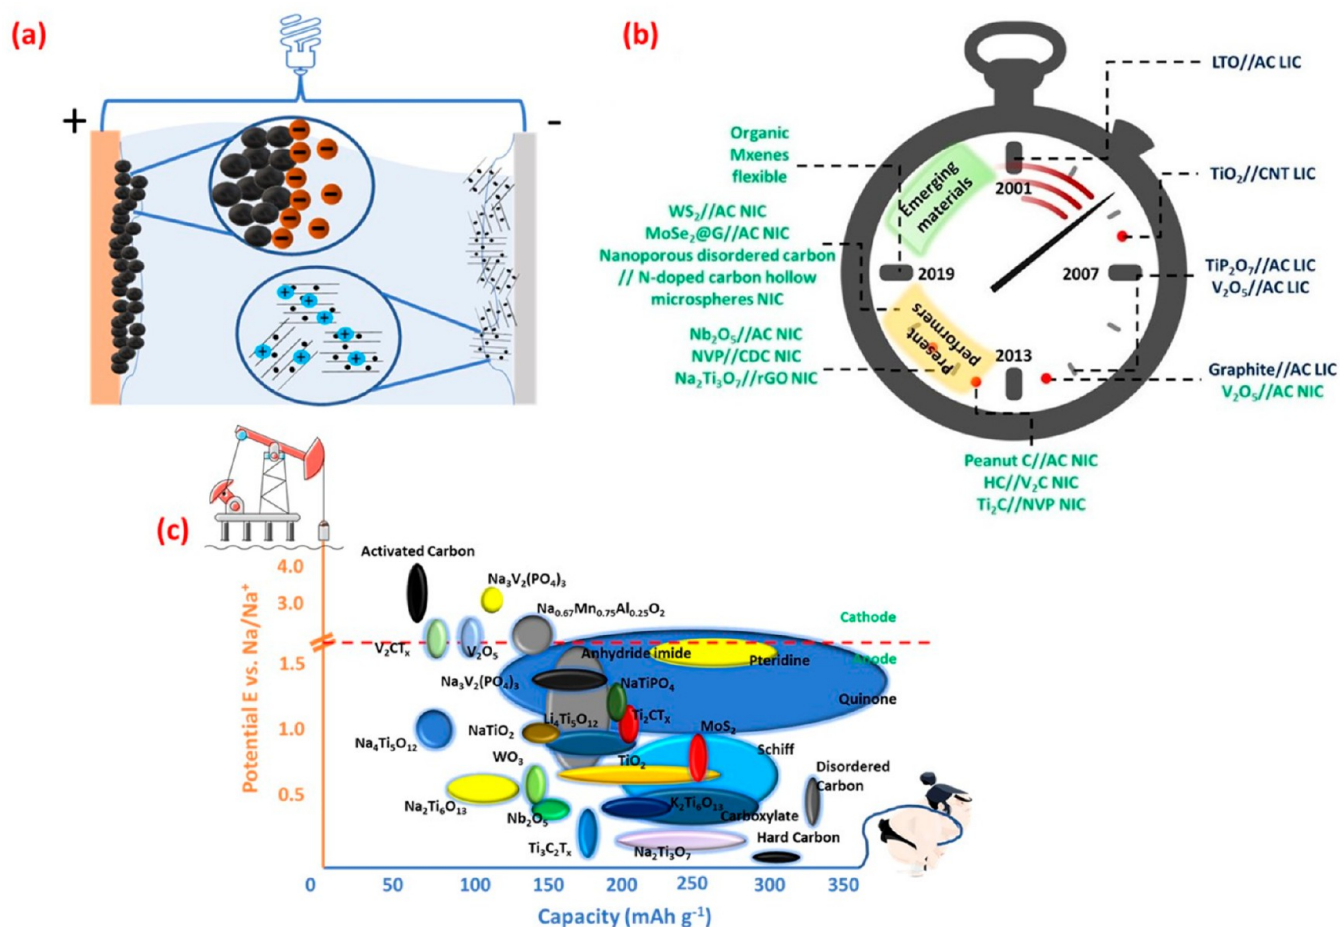 (a)
+
-
(b)
LTO//AC LIC
TiO₂//CNT LIC
TiP₂O₇//AC LIC
V₂O₅//AC LIC
Graphite//AC LIC
V₂O₅//AC NIC
Peanut C//AC NIC
HC//V₂C NIC
Ti₂C//NVP NIC
Nb₂O₅//AC NIC
NVP//CDC NIC
Na₂Ti₃O₇//rGO NIC
WS₂//AC NIC
MoSe₂@G//AC NIC
Nanoporous disordered carbon
// N-doped carbon hollow
microspheres NIC
Organic
Mxenes
flexible
2001
2007
2013
2019
Present
performers
Emerging
materials
(c)
Potential E vs. Na/Na⁺
4.0
3.0
1.5
1.0
0.5
Activated Carbon
Na₃V₂(PO₄)₃
Na₀.₆₇Mn₀.₇₅Al₀.₂₅O₂
Cathode
V₂CTₓ
V₂O₅
Anhydride imide
Pteridine
Anode
Na₃V₂(PO₄)₃
NaTiPO₄
Quinone
Na₄Ti₅O₁₂
NaTiO₂
Li₄Ti₅O₁₂
Ti₂CTₓ
MoS₂
Schiff
WO₃
TiO₂
Disordered
Carbon
Na₂Ti₆O₁₃
Nb₂O₅
K₂Ti₆O₁₃
Carboxylate
Ti₃C₂Tₓ
Na₂Ti₃O₇
Hard Carbon
0
50
100
150
200
250
300
350
Capacity (mAh g⁻¹)